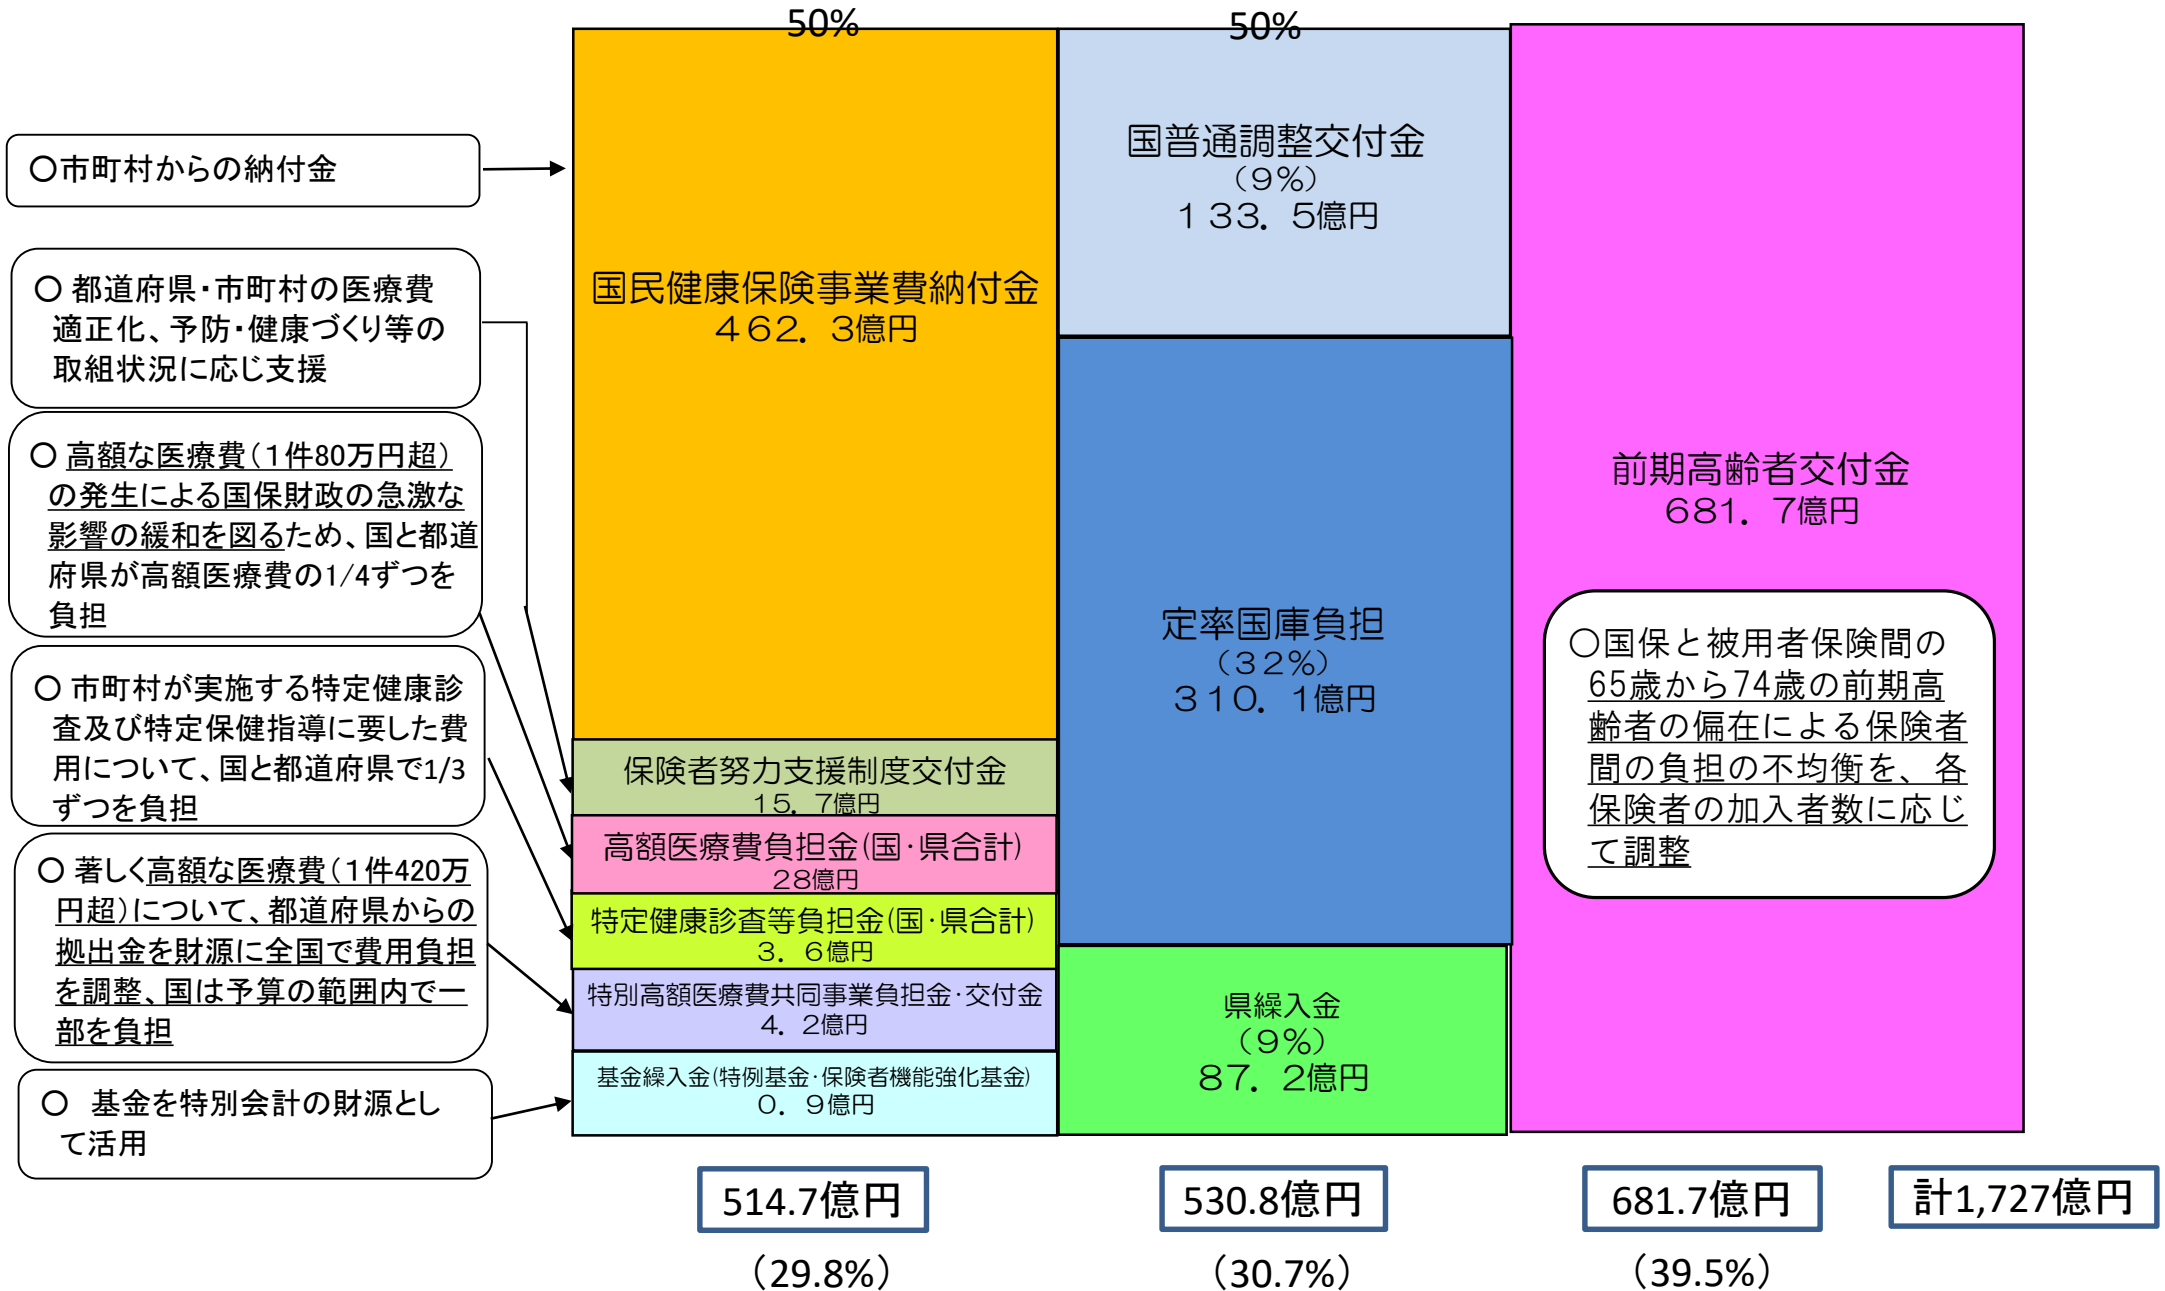 50%
50%
〇市町村からの納付金
〇 都道府県・市町村の医療費
適正化、予防・健康づくり等の
取組状況に応じ支援
〇 高額な医療費（１件80万円超）
の発生による国保財政の急激な
影響の緩和を図るため、国と都道
府県が高額医療費の1/4ずつを
負担
〇 市町村が実施する特定健康診
査及び特定保健指導に要した費
用について、国と都道府県で1/3
ずつを負担
〇 著しく高額な医療費（１件420万
円超）について、都道府県からの
拠出金を財源に全国で費用負担
を調整、国は予算の範囲内で一
部を負担
〇 基金を特別会計の財源とし
て活用
国民健康保険事業費納付金
４６２．３億円
保険者努力支援制度交付金
１５．７億円
高額医療費負担金(国・県合計)
２８億円
特定健康診査等負担金(国・県合計)
３．６億円
特別高額医療費共同事業負担金・交付金
４．２億円
基金繰入金(特例基金・保険者機能強化基金)
０．９億円
国普通調整交付金
（９％）
１３３．５億円
定率国庫負担
（３２％）
３１０．１億円
県繰入金
（９％）
８７．２億円
前期高齢者交付金
６８１．７億円
〇国保と被用者保険間の
65歳から74歳の前期高
齢者の偏在による保険者
間の負担の不均衡を、各
保険者の加入者数に応じ
て調整
514.7億円
530.8億円
681.7億円
計1,727億円
（29.8%）
（30.7%）
（39.5%）